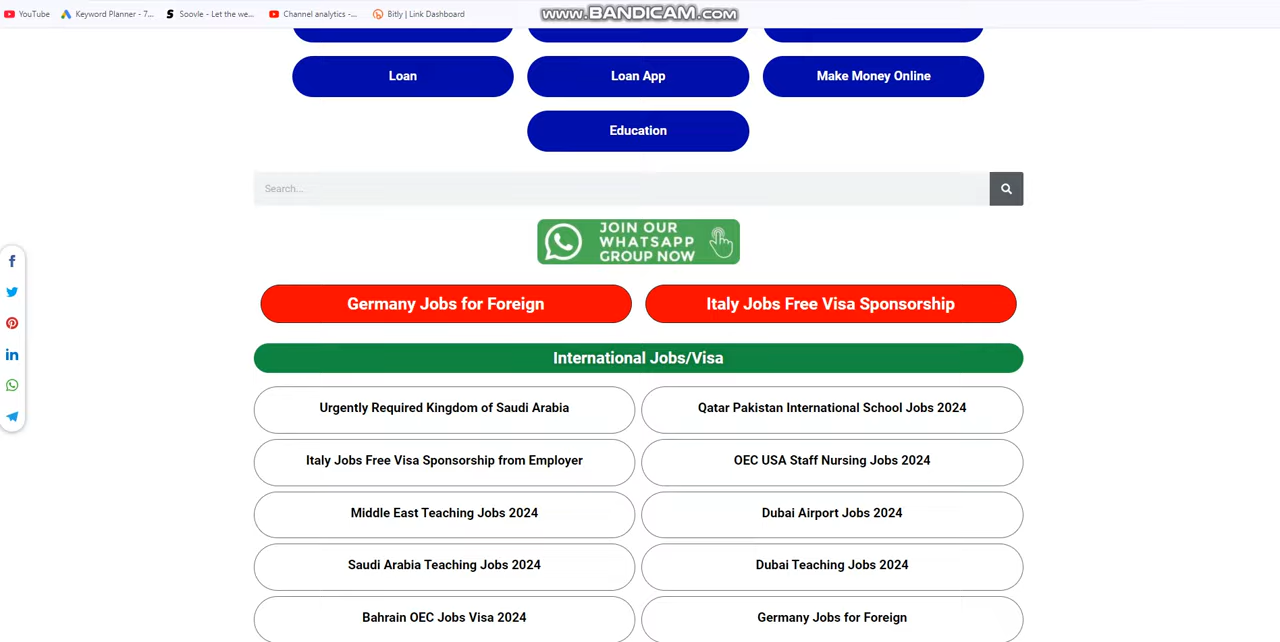 YouTube Keyword Planner - 7... Soovle - Let the we... Channel analytics -... Bitly | Link Dashboard
www.BANDICAM.com
Loan Loan App Make Money Online
Education
Search...
JOIN OUR
WHATSAPP
GROUP NOW
Germany Jobs for Foreign Italy Jobs Free Visa Sponsorship
International Jobs/Visa
Urgently Required Kingdom of Saudi Arabia Qatar Pakistan International School Jobs 2024
Italy Jobs Free Visa Sponsorship from Employer OEC USA Staff Nursing Jobs 2024
Middle East Teaching Jobs 2024 Dubai Airport Jobs 2024
Saudi Arabia Teaching Jobs 2024 Dubai Teaching Jobs 2024
Bahrain OEC Jobs Visa 2024 Germany Jobs for Foreign